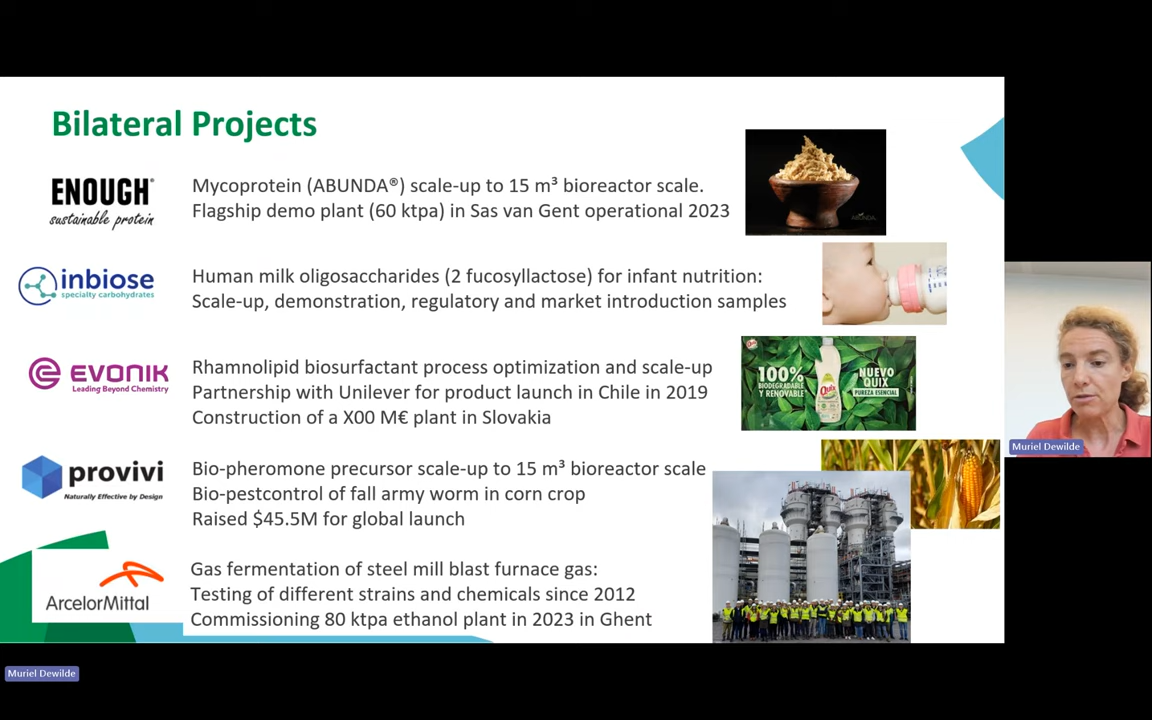 Bilateral Projects
ENOUGH®
sustainable protein
Mycoprotein (ABUNDA®) scale-up to 15 m³ bioreactor scale.
Flagship demo plant (60 ktpa) in Sas van Gent operational 2023
ABUNDA
inbiose
specialty carbohydrates
Human milk oligosaccharides (2 fucosyllactose) for infant nutrition:
Scale-up, demonstration, regulatory and market introduction samples
EVONIK
Leading Beyond Chemistry
Rhamnolipid biosurfactant process optimization and scale-up
Partnership with Unilever for product launch in Chile in 2019
Construction of a X00 M€ plant in Slovakia
100%
BIODEGRADABLE
Y RENOVABLE
Quix
NUEVO
QUIX
PUREZA ESENCIAL
provivi
Naturally Effective by Design
Bio-pheromone precursor scale-up to 15 m³ bioreactor scale
Bio-pestcontrol of fall army worm in corn crop
Raised $45.5M for global launch
ArcelorMittal
Gas fermentation of steel mill blast furnace gas:
Testing of different strains and chemicals since 2012
Commissioning 80 ktpa ethanol plant in 2023 in Ghent
Muriel Dewilde
Muriel Dewilde